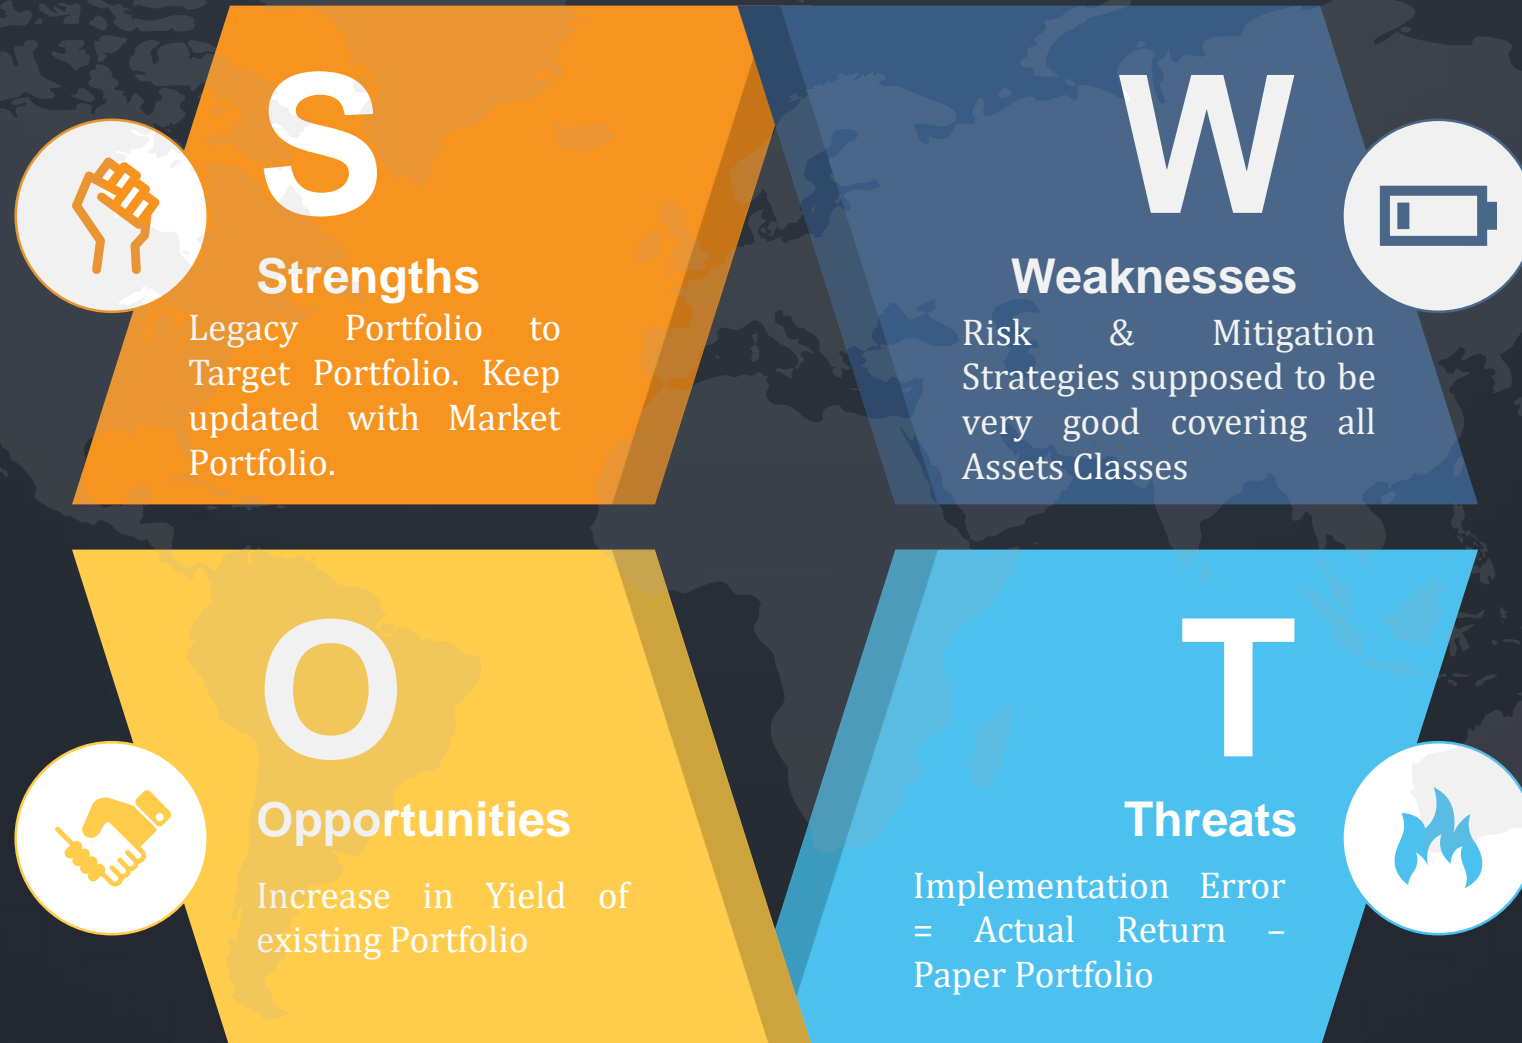 S
Strengths
Legacy Portfolio to
Target Portfolio. Keep
updated with Market
Portfolio.
W
Weaknesses
Risk & Mitigation
Strategies supposed to be
very good covering all
Assets Classes
O
Opportunities
Increase in Yield of
existing Portfolio
T
Threats
Implementation Error
= Actual Return –
Paper Portfolio